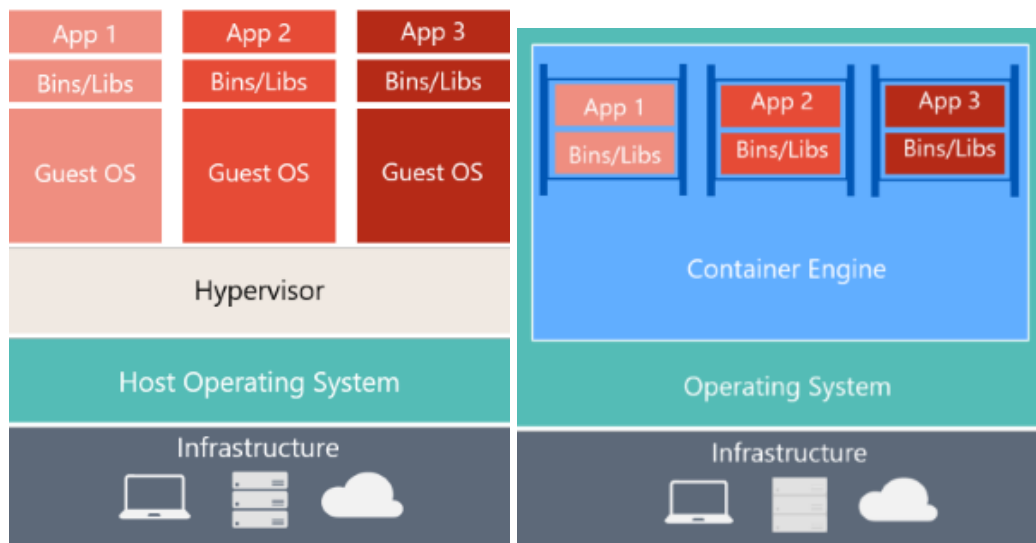 App 1
App 2
App 3
Bins/Libs
Bins/Libs
Bins/Libs
Guest OS
Guest OS
Guest OS
Hypervisor
Host Operating System
Infrastructure
App 1
App 2
App 3
Bins/Libs
Bins/Libs
Bins/Libs
Container Engine
Operating System
Infrastructure